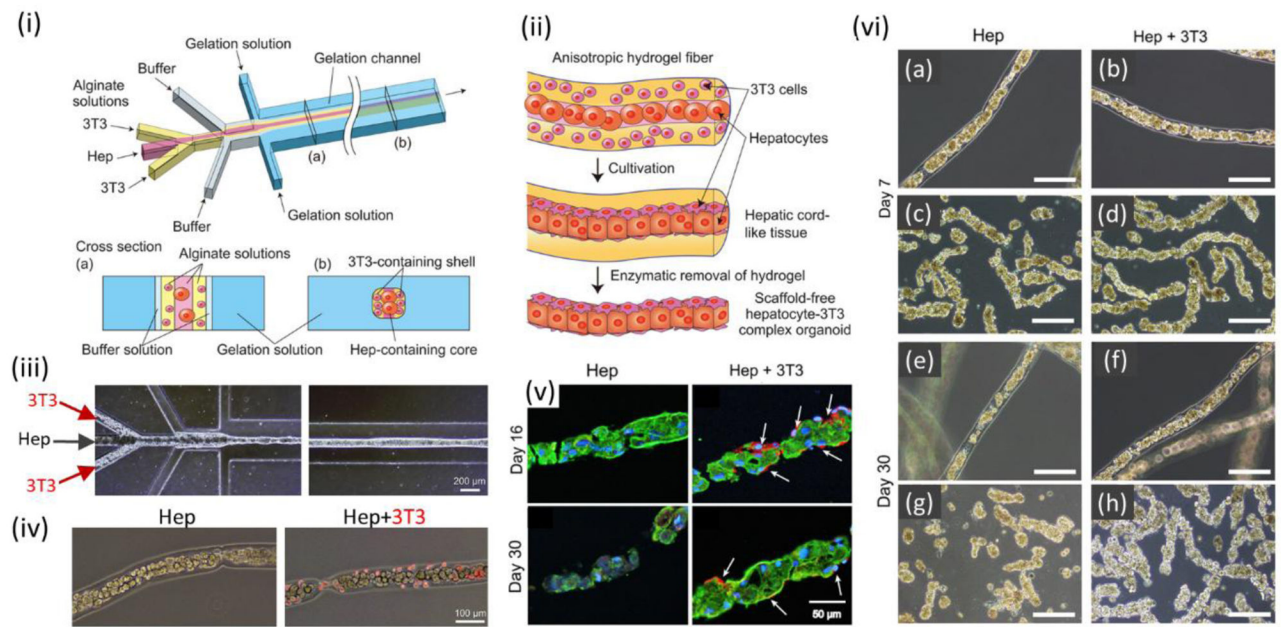 (i)
Gelation solution
Gelation channel
Buffer
Alginate
solutions
3T3
Hep
3T3
(a)
(b)
Buffer
Gelation solution
Cross section
(a)
Alginate solutions
(b)
3T3-containing shell
Buffer solution
Gelation solution
Hep-containing core
(ii)
Anisotropic hydrogel fiber
3T3 cells
Hepatocytes
Cultivation
Hepatic cord-
like tissue
Enzymatic removal of hydrogel
Scaffold-free
hepatocyte-3T3
complex organoid
(iii)
3T3
Hep
3T3
200 μm
(iv)
Hep
Hep+3T3
100 μm
(v)
Hep
Hep + 3T3
Day 16
Day 30
50 μm
(vi)
Hep
Hep + 3T3
Day 7
(a)
(b)
(c)
(d)
Day 30
(e)
(f)
(g)
(h)